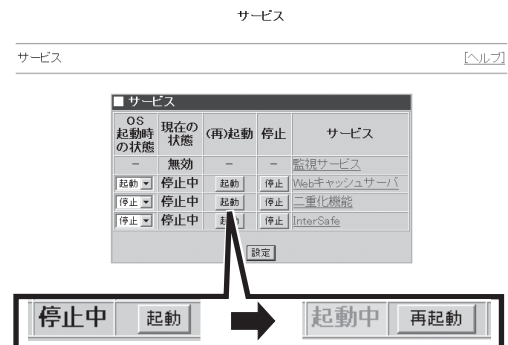 サービス
サービス [ヘルプ]
■ サービス
OS起動時の状態 現在の状態 (再)起動 停止 サービス
− 無効 − − 監視サービス
起動 停止中 起動 停止 Webキャッシュサーバ
停止 停止中 起動 停止 二重化機能
停止 停止中 停止 InterSafe
設定
停止中 起動 起動中 再起動